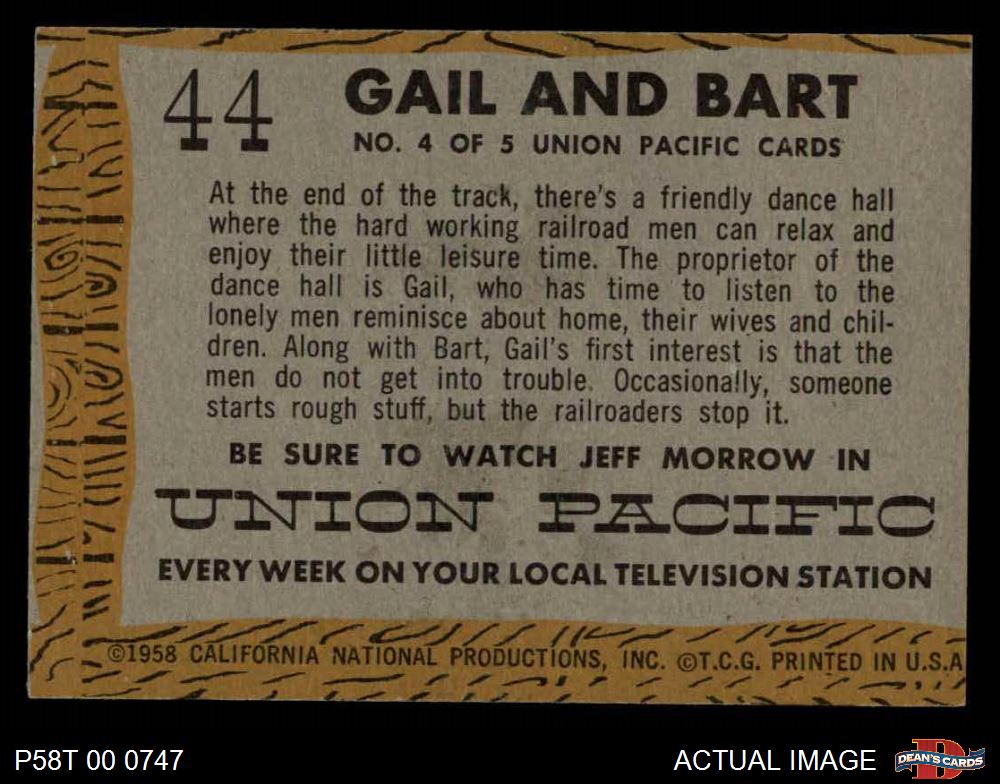 44
GAIL AND BART
NO. 4 OF 5 UNION PACIFIC CARDS
At the end of the track, there's a friendly dance hall
where the hard working railroad men can relax and
enjoy their little leisure time. The proprietor of the
dance hall is Gail, who has time to listen to the
lonely men reminisce about home, their wives and chil-
dren. Along with Bart, Gail's first interest is that the
men do not get into trouble. Occasionally, someone
starts rough stuff, but the railroaders stop it.
BE SURE TO WATCH JEFF MORROW IN
UNION PACIFIC
EVERY WEEK ON YOUR LOCAL TELEVISION STATION
©1958 CALIFORNIA NATIONAL PRODUCTIONS, INC. ©T.C.G. PRINTED IN U.S.A
P58T 00 0747
ACTUAL IMAGE
D
DEAN'S CARDS